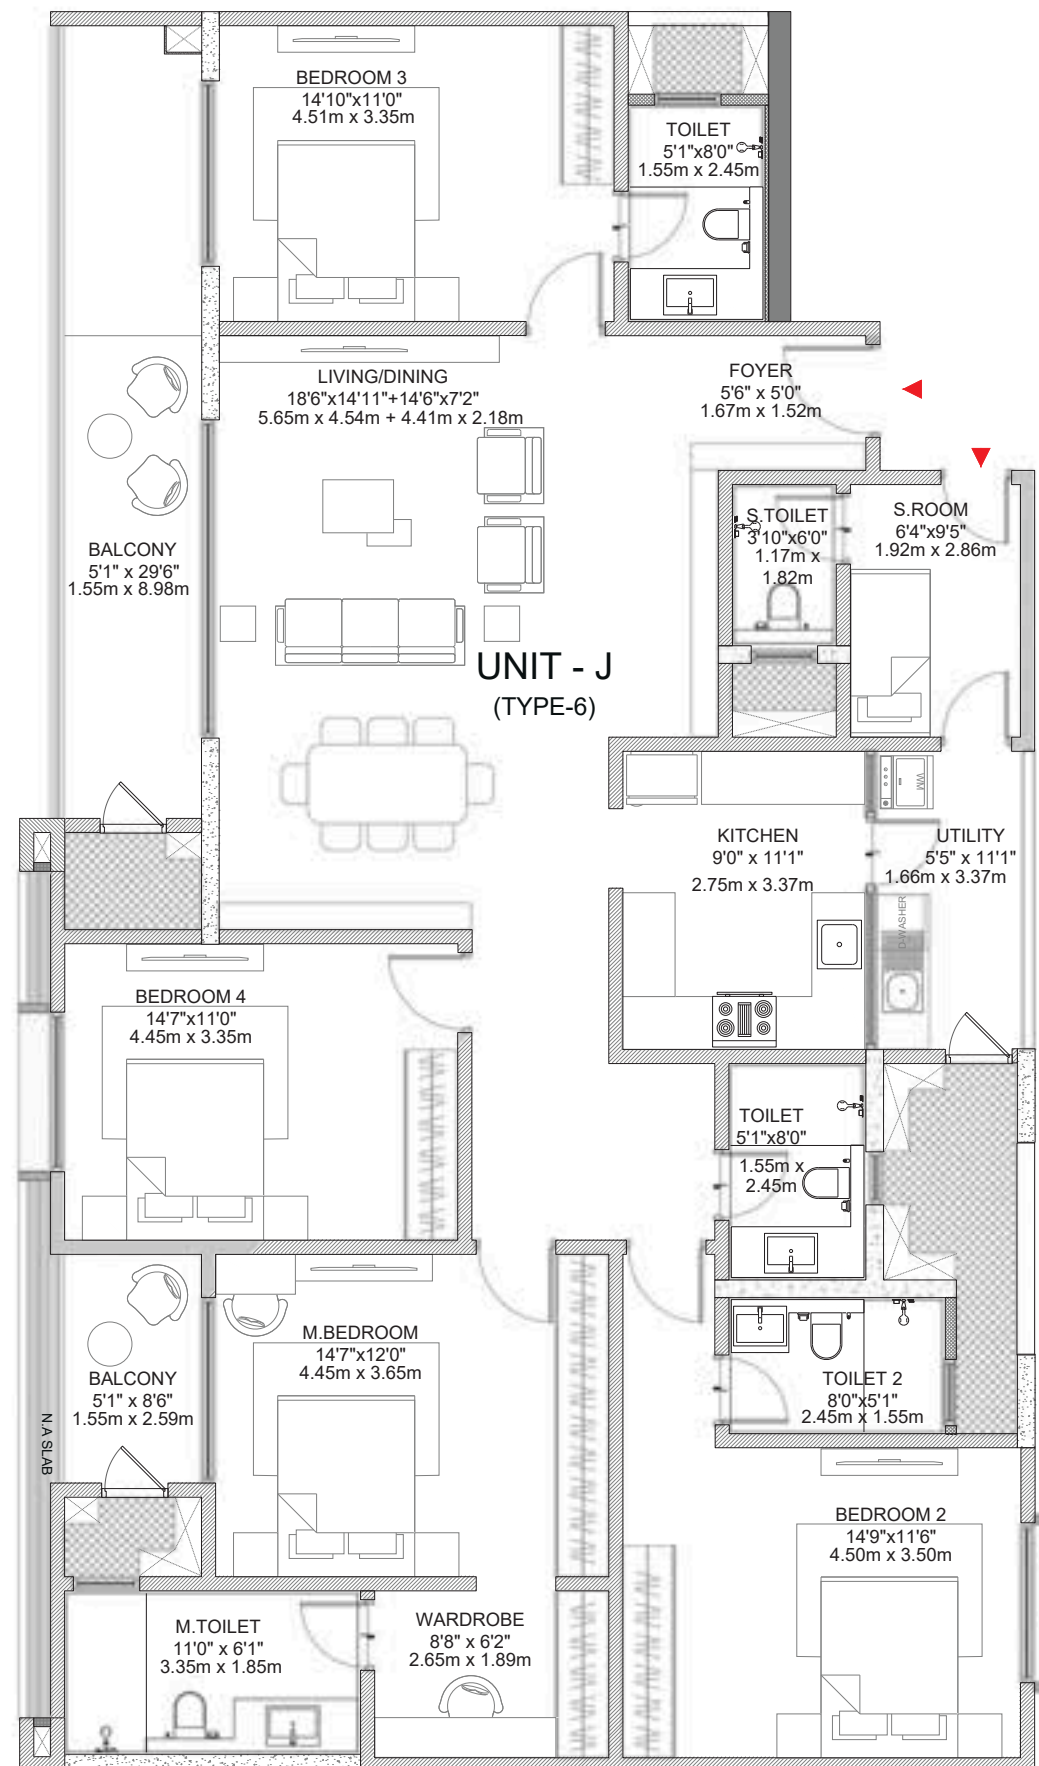 BEDROOM 3
14'10"x11'0"
4.51m x 3.35m
TOILET
5'1"x8'0"
1.55m x 2.45m
LIVING/DINING
18'6"x14'11"+14'6"x7'2"
5.65m x 4.54m + 4.41m x 2.18m
FOYER
5'6" x 5'0"
1.67m x 1.52m
BALCONY
5'1" x 29'6"
1.55m x 8.98m
S.TOILET
3'10"x6'0"
1.17m x
1.82m
S.ROOM
6'4"x9'5"
1.92m x 2.86m
UNIT - J
(TYPE-6)
WM
KITCHEN
9'0" x 11'1"
2.75m x 3.37m
UTILITY
5'5" x 11'1"
1.66m x 3.37m
D-WASHER
BEDROOM 4
14'7"x11'0"
4.45m x 3.35m
TOILET
5'1"x8'0"
1.55m x
2.45m
M.BEDROOM
14'7"x12'0"
4.45m x 3.65m
BALCONY
5'1" x 8'6"
1.55m x 2.59m
N.A SLAB
TOILET 2
8'0"x5'1"
2.45m x 1.55m
BEDROOM 2
14'9"x11'6"
4.50m x 3.50m
M.TOILET
11'0" x 6'1"
3.35m x 1.85m
WARDROBE
8'8" x 6'2"
2.65m x 1.89m